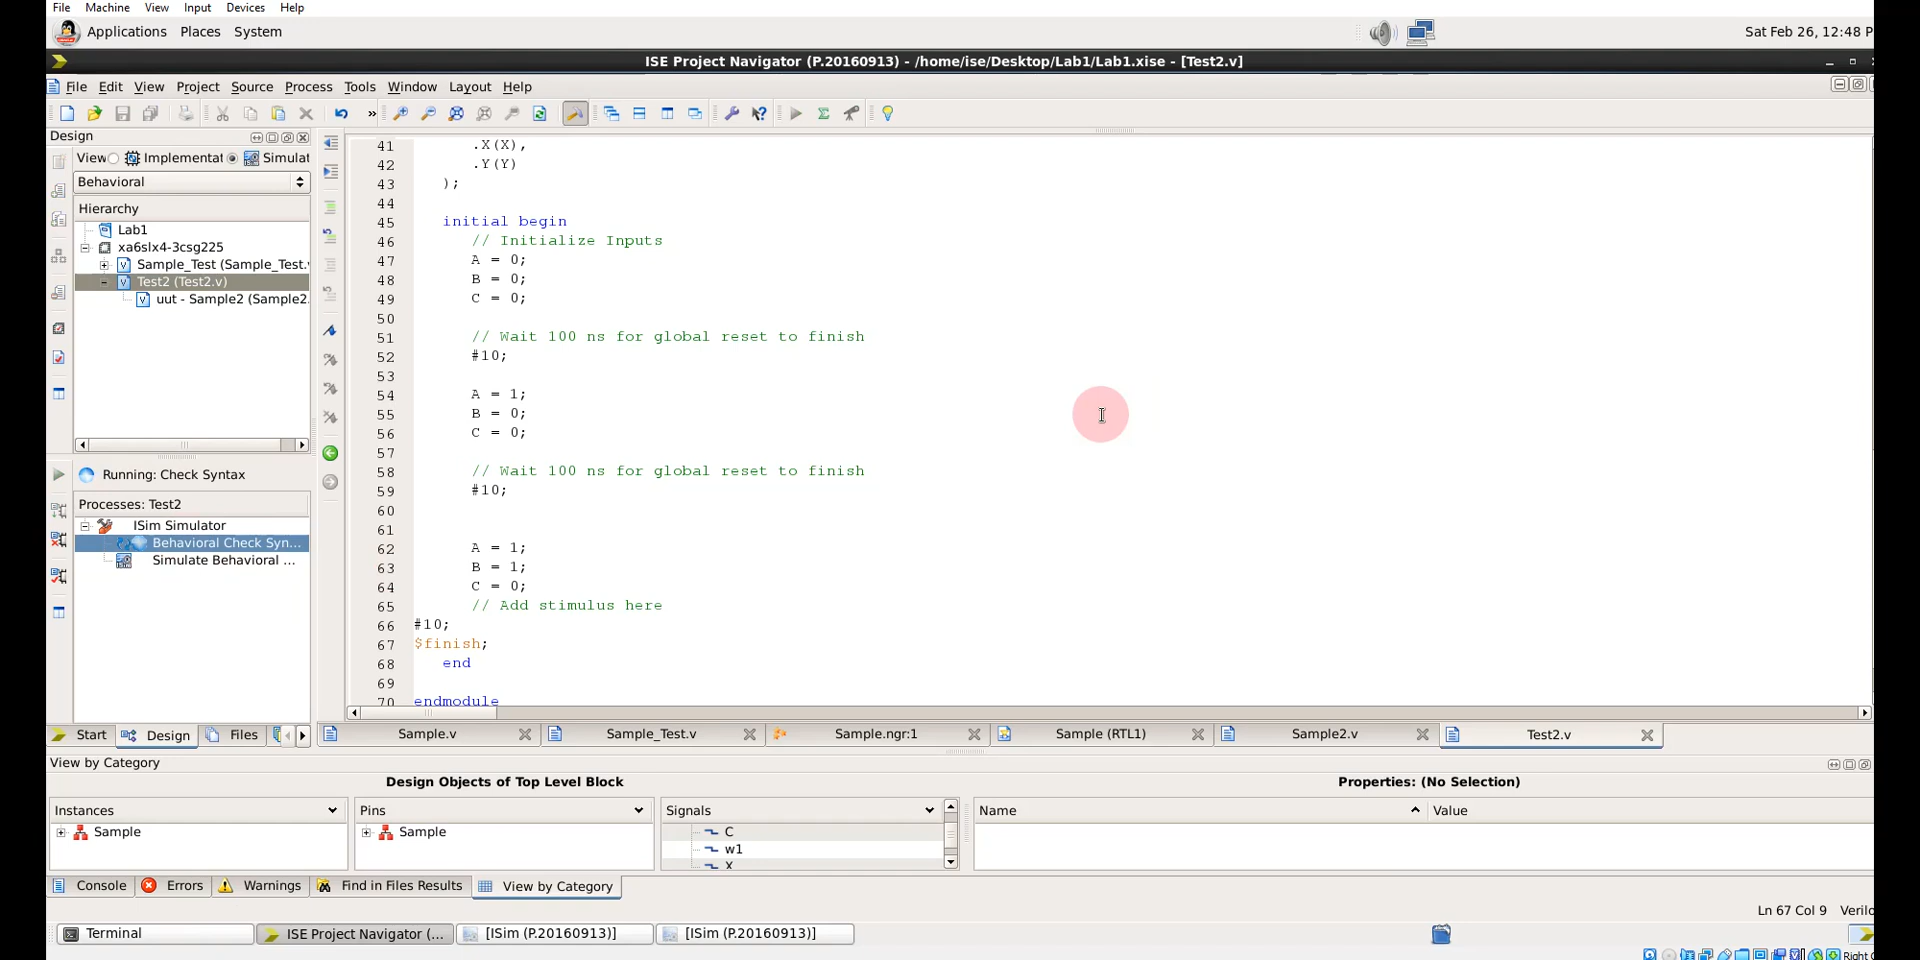 File Machine View Input Devices Help
Applications Places System
Sat Feb 26, 12:48 P
ISE Project Navigator (P.20160913) - /home/ise/Desktop/Lab1/Lab1.xise - [Test2.v]
File Edit View Project Source Process Tools Window Layout Help
»
Design
View: Implementat Simulat
Behavioral
Hierarchy
Lab1
xa6slx4-3csg225
Sample_Test (Sample_Test.v
Test2 (Test2.v)
uut - Sample2 (Sample2.
Running: Check Syntax
Processes: Test2
ISim Simulator
Behavioral Check Syn...
Simulate Behavioral ...
41 .X(X),
42 .Y(Y)
43 );
44
45 initial begin
46 // Initialize Inputs
47 A = 0;
48 B = 0;
49 C = 0;
50
51 // Wait 100 ns for global reset to finish
52 #10;
53
54 A = 1;
55 B = 0;
56 C = 0;
57
58 // Wait 100 ns for global reset to finish
59 #10;
60
61
62 A = 1;
63 B = 1;
64 C = 0;
65 // Add stimulus here
66 #10;
67 $finish;
68 end
69
70 endmodule
Start Design Files
Sample.v Sample_Test.v Sample.ngr:1 Sample (RTL1) Sample2.v Test2.v
View by Category
Design Objects of Top Level Block Properties: (No Selection)
Instances Pins Signals Name Value
Sample Sample C
w1
X
Console Errors Warnings Find in Files Results View by Category
Ln 67 Col 9 Verilo
Terminal ISE Project Navigator (... [ISim (P.20160913)] [ISim (P.20160913)]
Right C